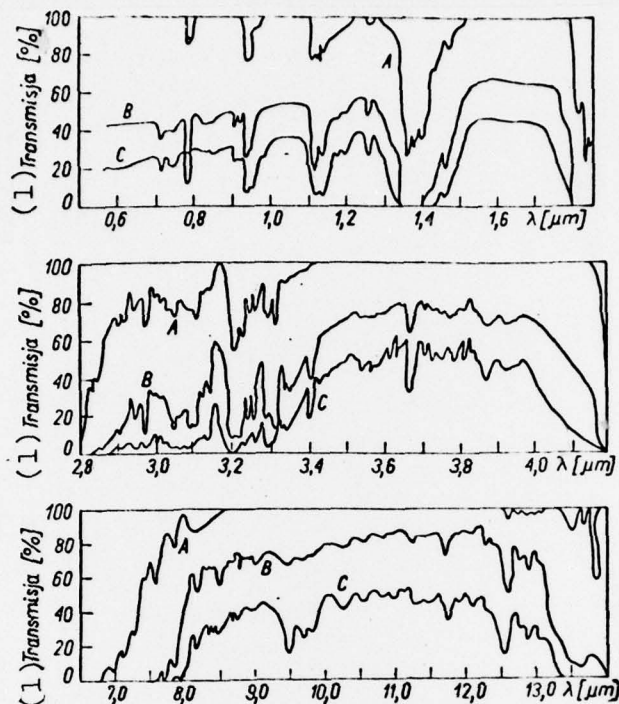 (1) Transmisja [%]
100
80
60
40
20
0
A
B
C
0,6 0,8 1,0 1,2 1,4 1,6 λ [μm]
(1) Transmisja [%]
100
80
60
40
20
0
A
B
C
2,8 3,0 3,2 3,4 3,6 3,8 4,0 λ [μm]
(1) Transmisja [%]
100
80
60
40
20
0
A
B
C
7,0 8,0 9,0 10,0 11,0 12,0 13,0 λ [μm]